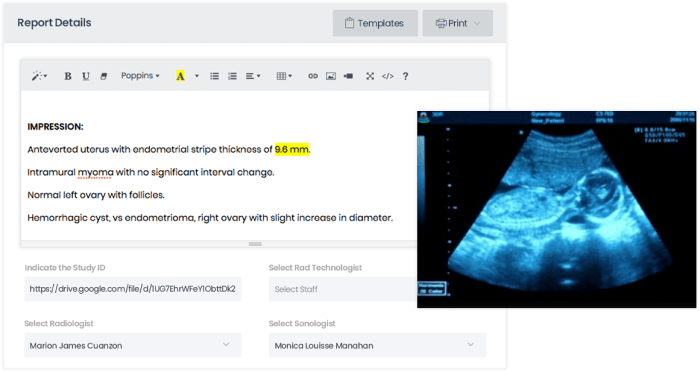 Report Details
Templates
Print
B U Poppins A </> ?
IMPRESSION:
Anteverted uterus with endometrial stripe thickness of 9.6 mm.
Intramural myoma with no significant interval change.
Normal left ovary with follicles.
Hemorrhagic cyst, vs endometrioma, right ovary with slight increase in diameter.
Indicate the Study ID
Select Rad Technologist
https://drive.google.com/file/d/1UG7EhrWFeY1ObttDk2
Select Staff
Select Radiologist
Select Sonologist
Marion James Cuanzon
Monica Louisse Manahan
Gynecology
New_Patient